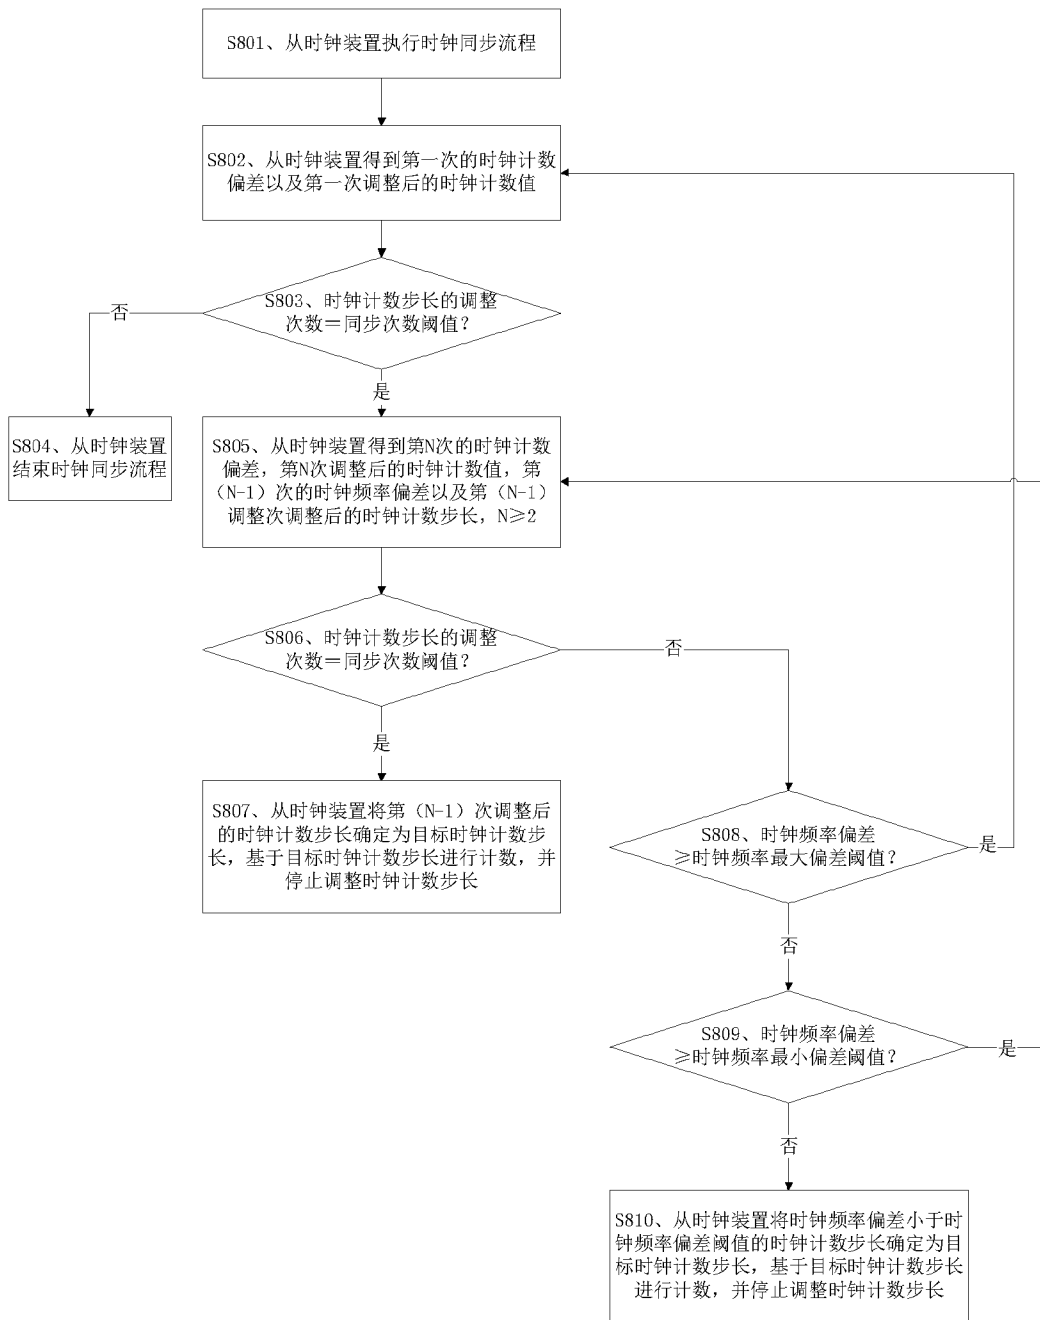 S801、从时钟装置执行时钟同步流程
S802、从时钟装置得到第一次的时钟计数
偏差以及第一次调整后的时钟计数值
S803、时钟计数步长的调整
次数＝同步次数阈值？
否
是
S804、从时钟装置
结束时钟同步流程
S805、从时钟装置得到第N次的时钟计数
偏差，第N次调整后的时钟计数值，第
（N-1）次的时钟频率偏差以及第（N-1）
调整次调整后的时钟计数步长，N≥2
S806、时钟计数步长的调整
次数＝同步次数阈值？
否
是
S807、从时钟装置将第（N-1）次调整后
的时钟计数步长确定为目标时钟计数步
长，基于目标时钟计数步长进行计数，并
停止调整时钟计数步长
S808、时钟频率偏差
≥时钟频率最大偏差阈值？
是
否
S809、时钟频率偏差
≥时钟频率最小偏差阈值？
是
否
S810、从时钟装置将时钟频率偏差小于时
钟频率偏差阈值的时钟计数步长确定为目
标时钟计数步长，基于目标时钟计数步长
进行计数，并停止调整时钟计数步长